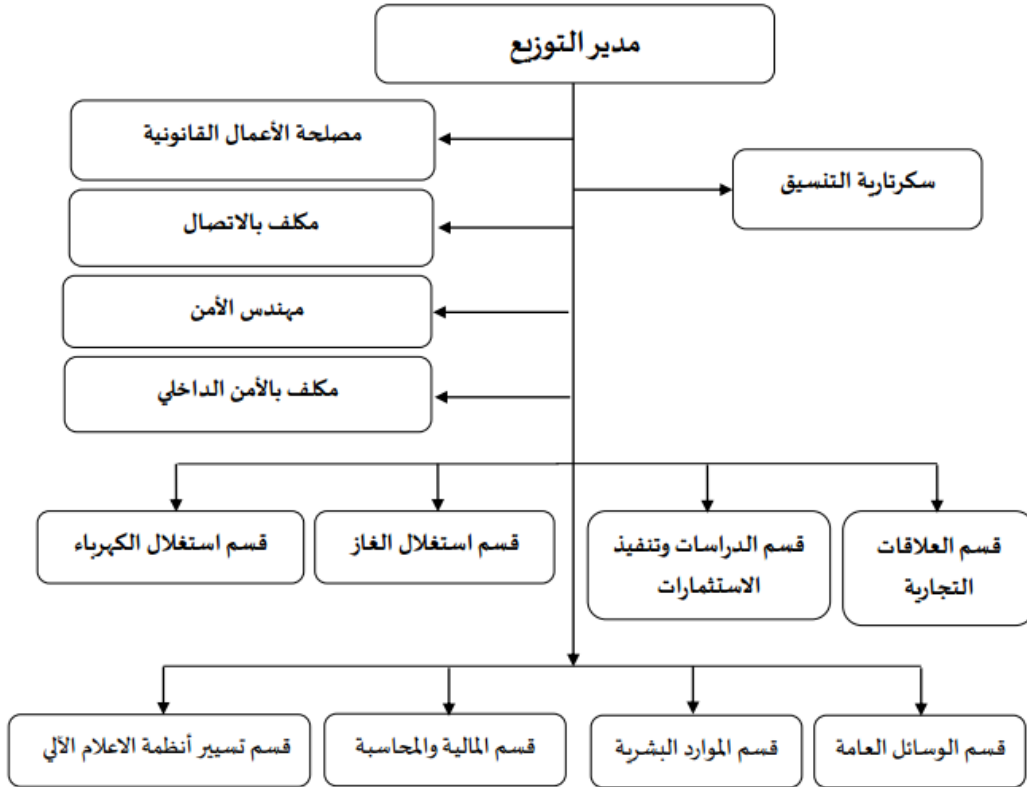 مدير التوزيع
مصلحة الأعمال القانونية
سكرتارية التنسيق
مكلف بالاتصال
مهندس الأمن
مكلف بالأمن الداخلي
قسم العلاقات
التجارية
قسم الدراسات وتنفيذ
الاستثمارات
قسم استغلال الغاز
قسم استغلال الكهرباء
قسم الوسائل العامة
قسم الموارد البشرية
قسم المالية والمحاسبة
قسم تسيير أنظمة الاعلام الآلي